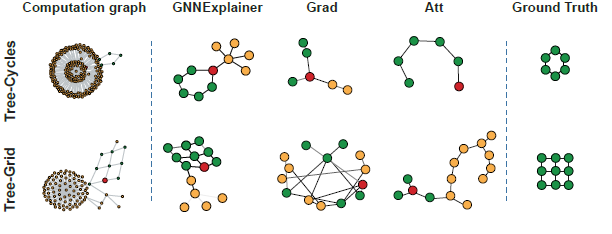 Computation graph GNNExplainer Grad Att Ground Truth
Tree-Cycles
Tree-Grid